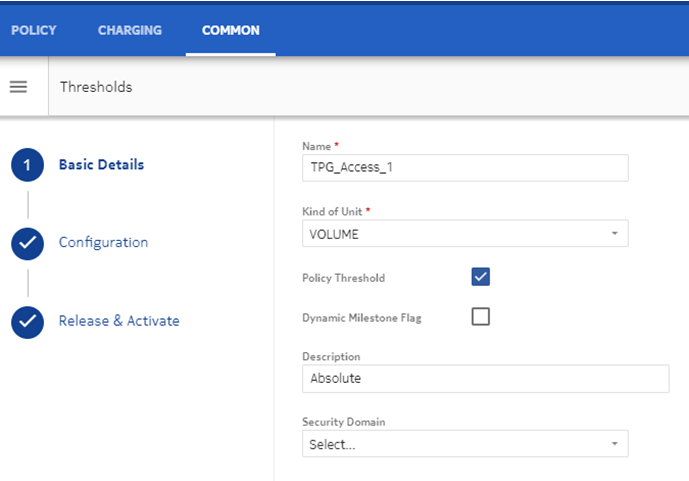 POLICY CHARGING COMMON
Thresholds
1 Basic Details
Configuration
Release & Activate
Name *
TPG_Access_1
Kind of Unit *
VOLUME
Policy Threshold
Dynamic Milestone Flag
Description
Absolute
Security Domain
Select...